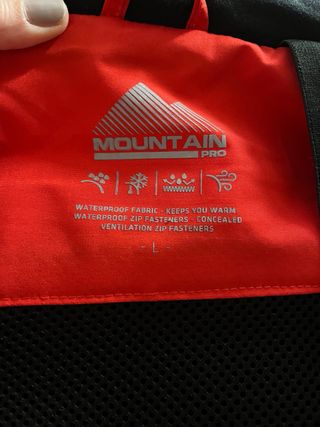 MOUNTAIN
PRO
WATERPROOF FABRIC - KEEPS YOU WARM
WATERPROOF ZIP FASTENERS - CONCEALED
VENTILATION ZIP FASTENERS
- L -